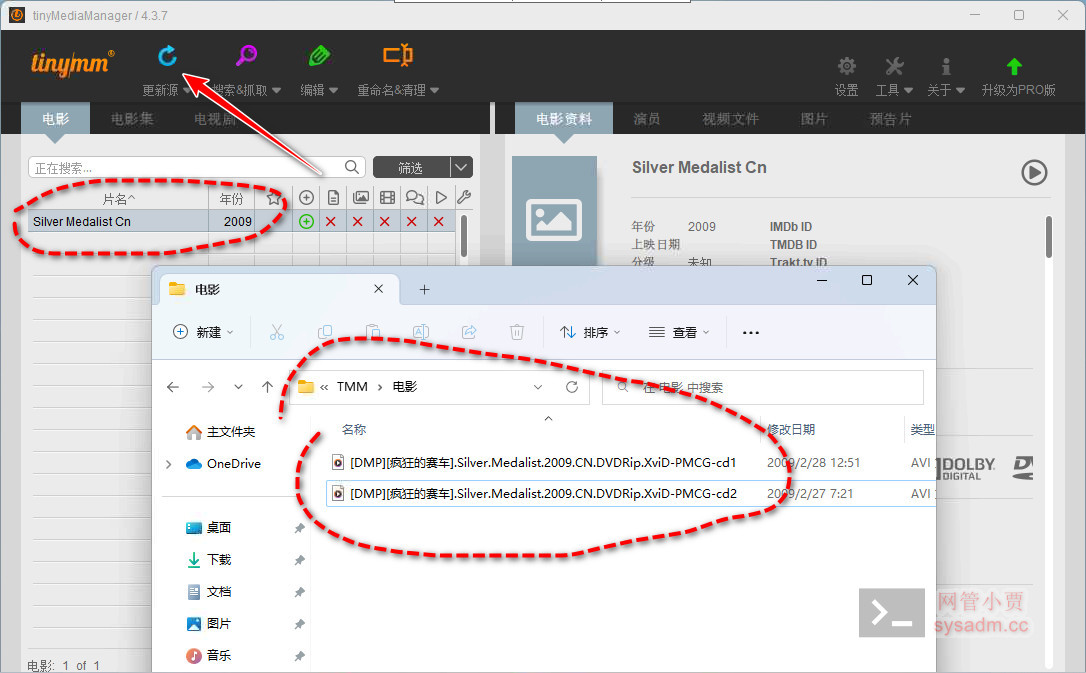 tinyMediaManager / 4.3.7
tinymm®
更新源
搜索&抓取
编辑
重命名&清理
设置
工具
关于
升级为PRO版
电影
电影集
电视剧
电影资料
演员
视频文件
图片
预告片
正在搜索...
筛选
片名^
年份
Silver Medalist Cn
2009
Silver Medalist Cn
年份 2009 IMDb ID
上映日期 TMDB ID
分级 未知 Trakt.tv ID
电影
新建
排序
查看
« TMM › 电影
在 电影 中搜索
主文件夹
OneDrive
桌面
下载
文档
图片
音乐
名称 修改日期 类型
[DMP][疯狂的赛车].Silver.Medalist.2009.CN.DVDRip.XviD-PMCG-cd1 2009/2/28 12:51 AVI
[DMP][疯狂的赛车].Silver.Medalist.2009.CN.DVDRip.XviD-PMCG-cd2 2009/2/27 7:21 AVI
DOLBY.
DIGITAL
网管小贾
sysadm.cc
电影: 1 of 1